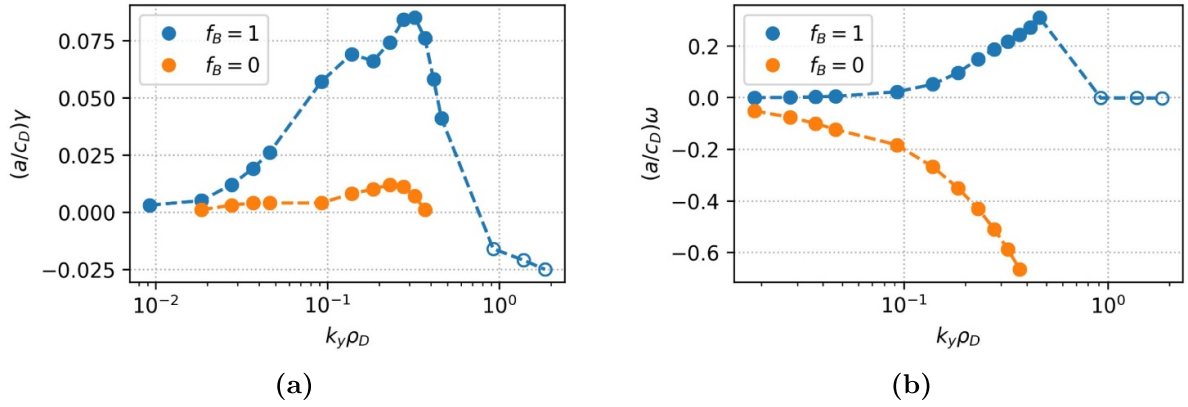 f_B = 1
f_B = 0
0.075
0.050
0.025
0.000
−0.025
(a/c_D)γ
10^−2
10^−1
10^0
k_yρ_D
(a)
f_B = 1
f_B = 0
0.2
0.0
−0.2
−0.4
−0.6
(a/c_D)ω
10^−1
10^0
k_yρ_D
(b)